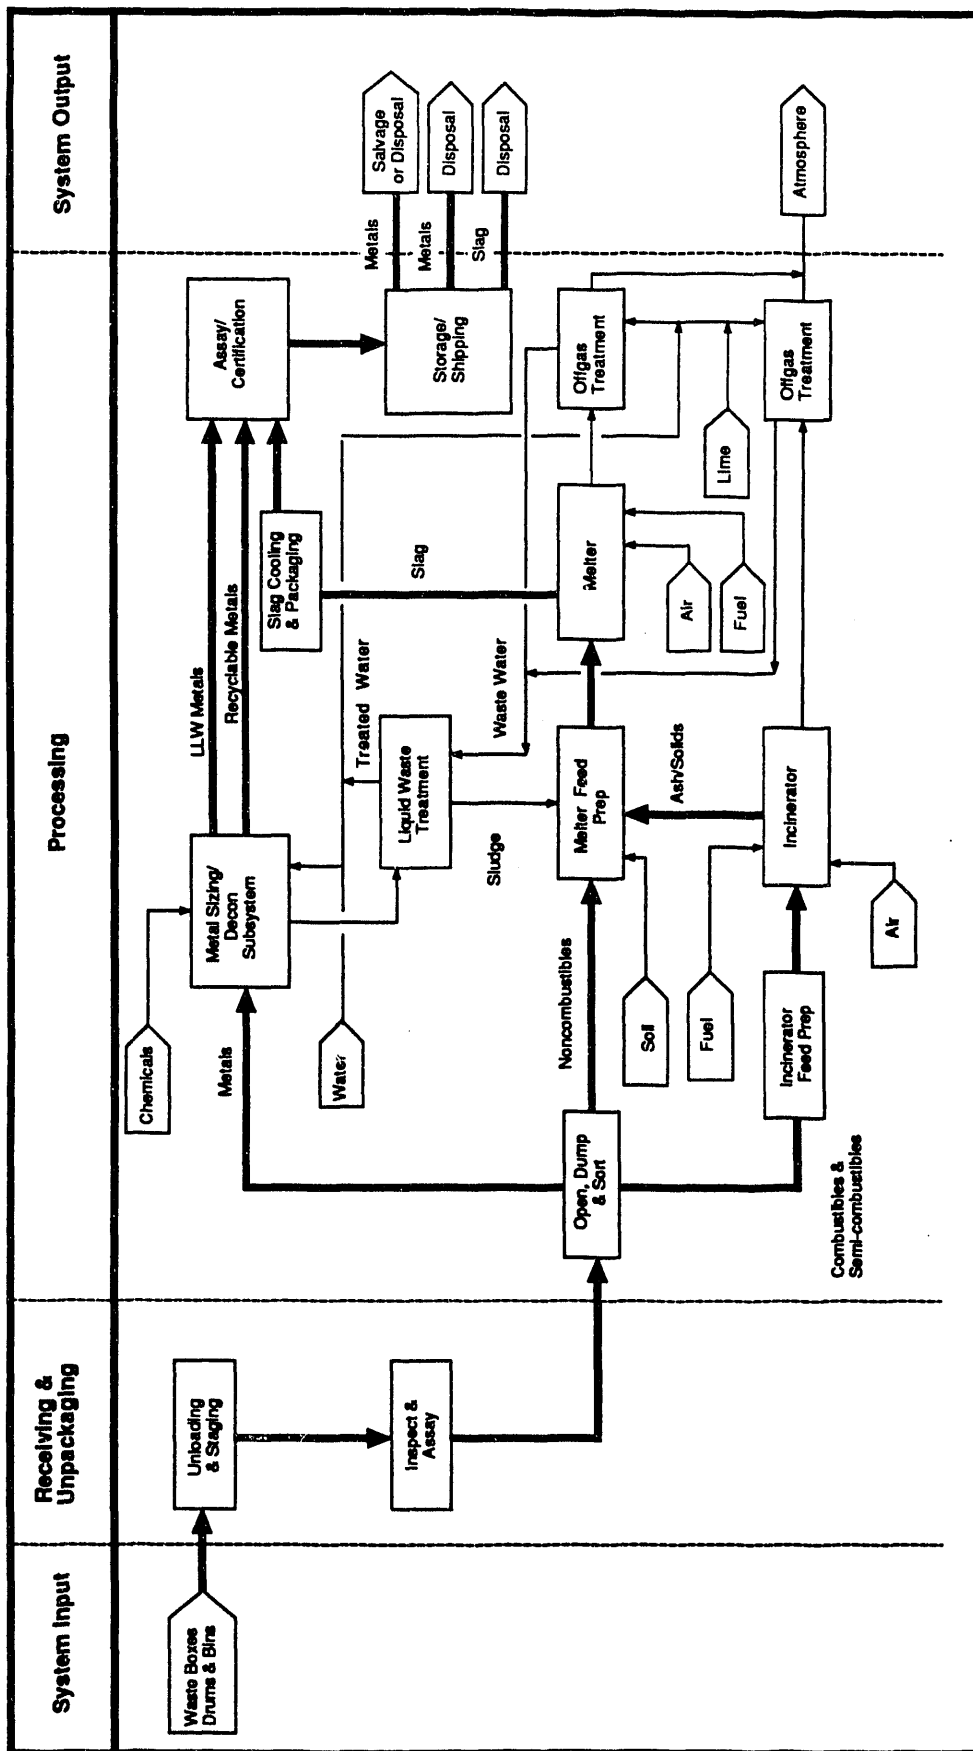 System Input
Receiving &
Unpackaging
Processing
System Output
Waste Boxes
Drums & Bins
Unloading
& Staging
Inspect &
Assay
Open, Dump
& Sort
Metals
Noncombustibles
Combustibles &
Semi-combustibles
Chemicals
Water
Soil
Fuel
Incinerator
Feed Prep
Air
Metal Sizing/
Decon
Subsystem
Liquid Waste
Treatment
Sludge
Melter Feed
Prep
Ash/Solids
Incinerator
LLW Metals
Recyclable Metals
Treated Water
Waste Water
Slag Cooling
& Packaging
Slag
Melter
Air
Fuel
Lime
Assay/
Certification
Storage/
Shipping
Offgas
Treatment
Offgas
Treatment
Metals
Metals
Slag
Salvage
or Disposal
Disposal
Disposal
Atmosphere